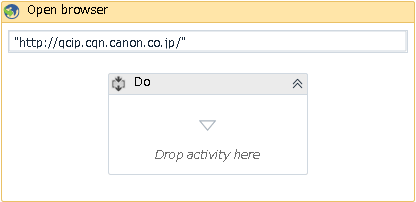 Open browser
"http://qcip.cqn.canon.co.jp/"
Do
Drop activity here